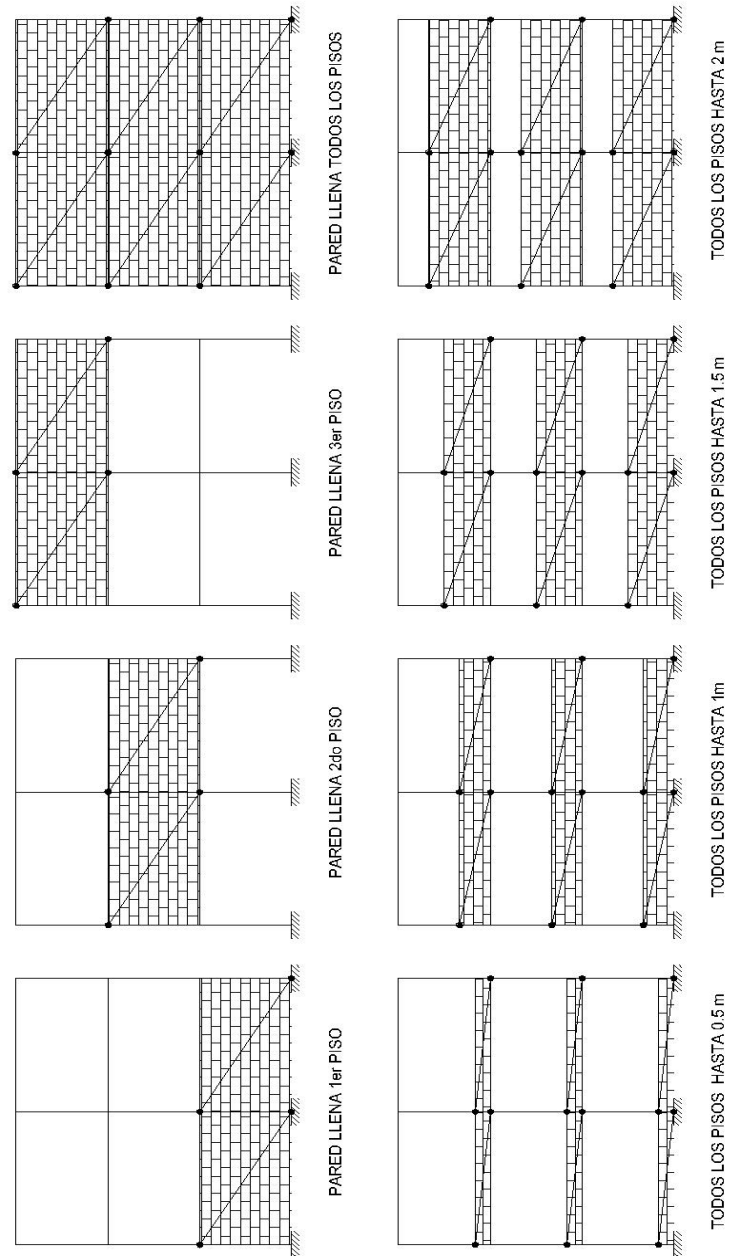 PARED LLENA 1er PISO
PARED LLENA 2do PISO
PARED LLENA 3er PISO
PARED LLENA TODOS LOS PISOS
TODOS LOS PISOS HASTA 0.5 m
TODOS LOS PISOS HASTA 1m
TODOS LOS PISOS HASTA 1.5 m
TODOS LOS PISOS HASTA 2 m